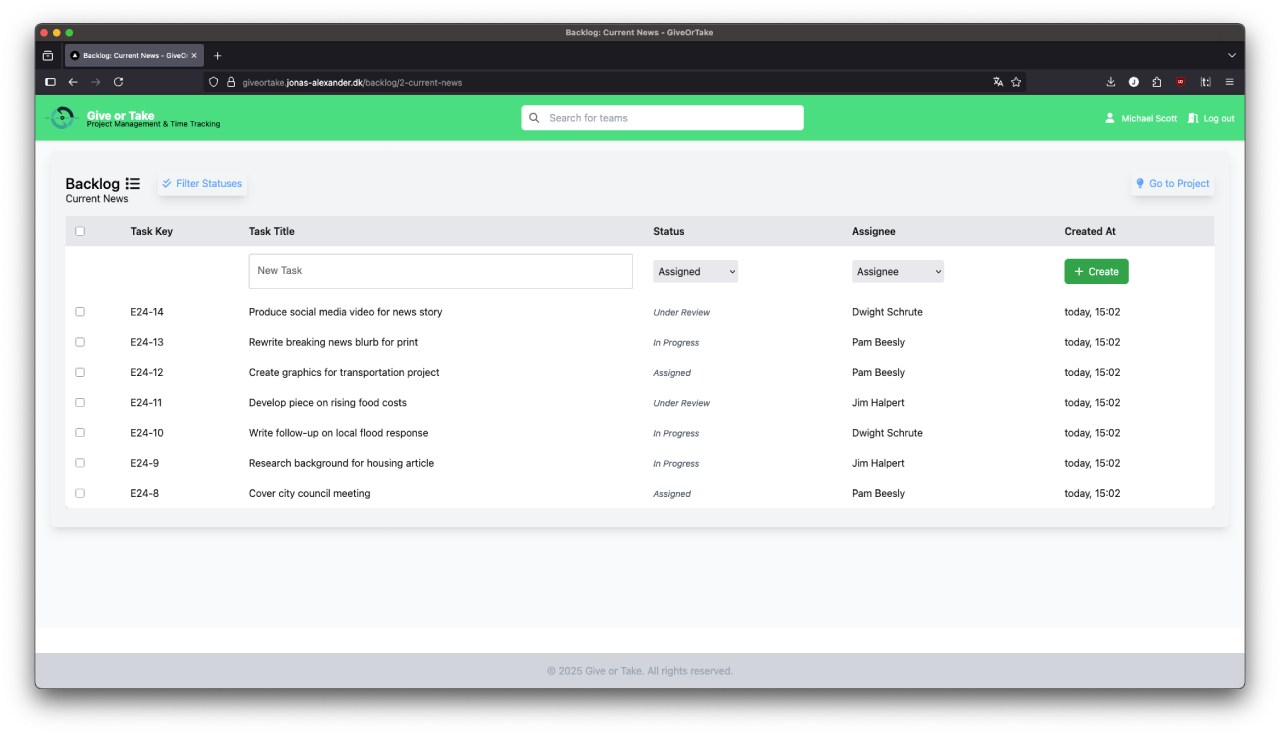 Backlog: Current News - GiveOrTake
Backlog: Current News - GiveO
giveortake.jonas-alexander.dk/backlog/2-current-news
Give or Take
Project Management & Time Tracking
Search for teams
Michael Scott
Log out
Backlog
Current News
Filter Statuses
Go to Project
Task Key Task Title Status Assignee Created At
New Task Assigned Assignee + Create
E24-14 Produce social media video for news story Under Review Dwight Schrute today, 15:02
E24-13 Rewrite breaking news blurb for print In Progress Pam Beesly today, 15:02
E24-12 Create graphics for transportation project Assigned Pam Beesly today, 15:02
E24-11 Develop piece on rising food costs Under Review Jim Halpert today, 15:02
E24-10 Write follow-up on local flood response In Progress Dwight Schrute today, 15:02
E24-9 Research background for housing article In Progress Jim Halpert today, 15:02
E24-8 Cover city council meeting Assigned Pam Beesly today, 15:02
© 2025 Give or Take. All rights reserved.